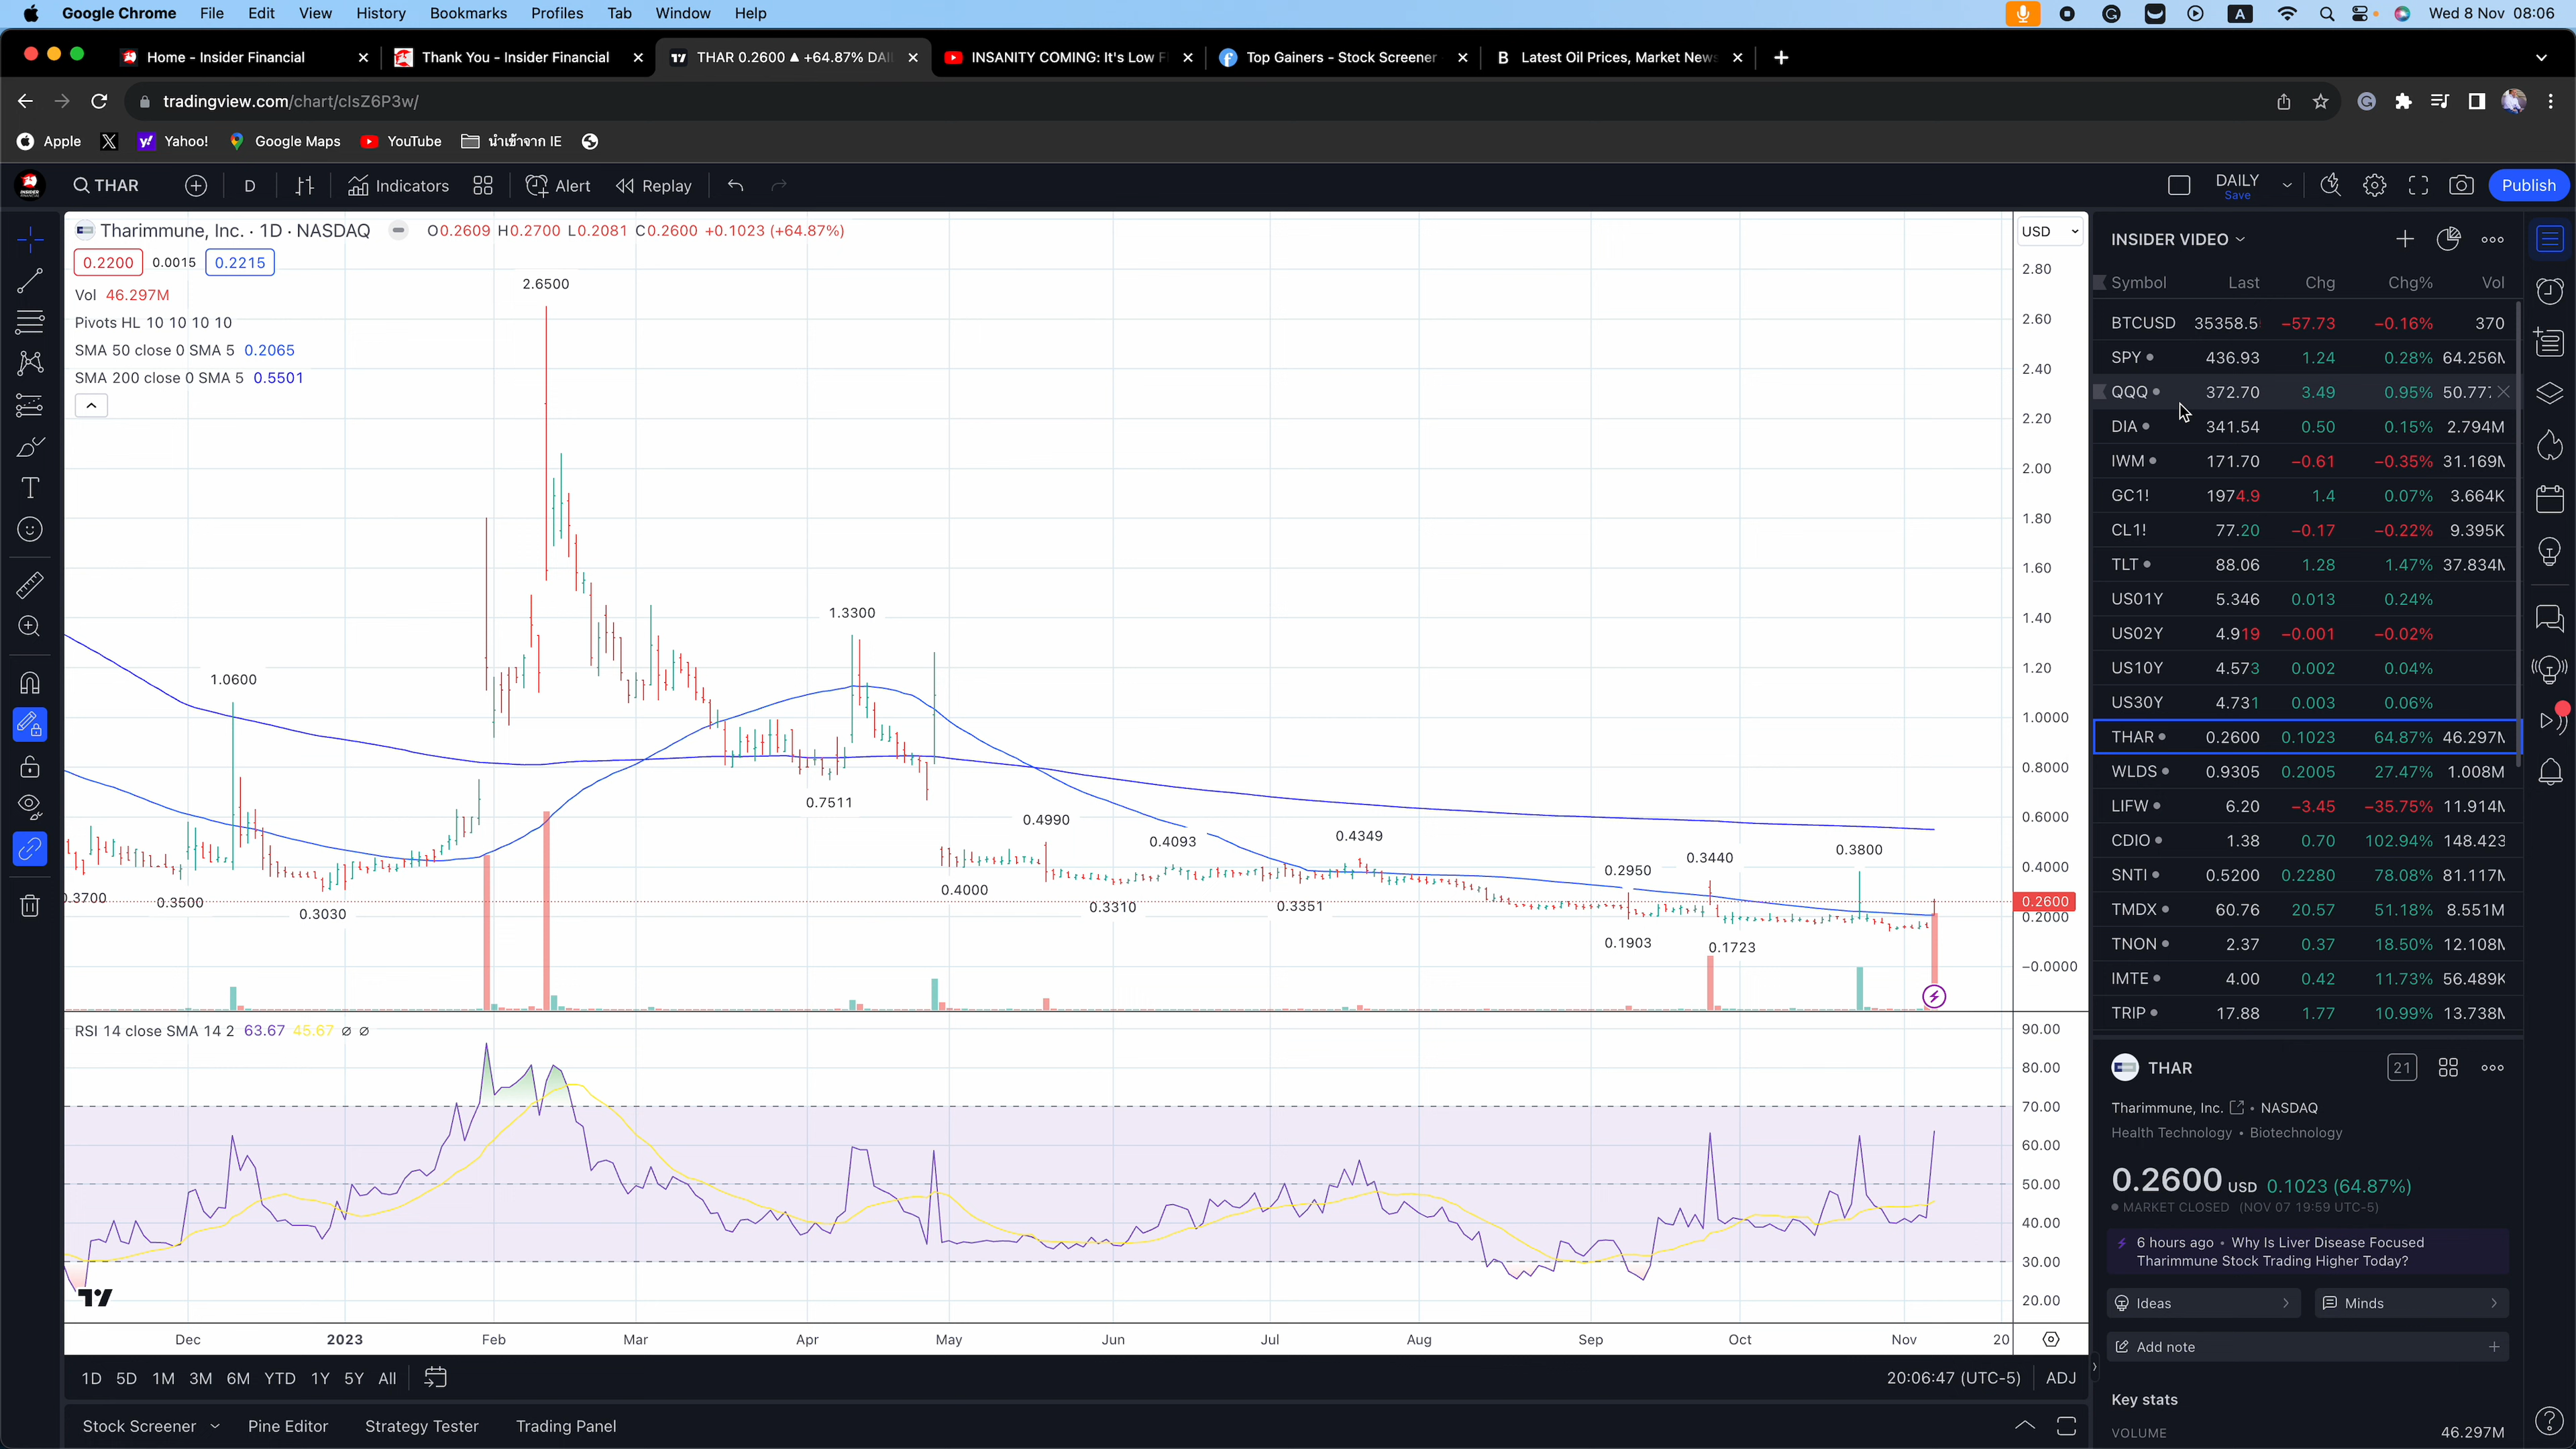 Google Chrome File Edit View History Bookmarks Profiles Tab Window Help
A
Wed 8 Nov 08:06
Home - Insider Financial
Thank You - Insider Financial
THAR 0.2600 ▲ +64.87% DAI
INSANITY COMING: It's Low F
Top Gainers - Stock Screener
B Latest Oil Prices, Market News
tradingview.com/chart/clsZ6P3w/
Apple
Yahoo!
Google Maps
YouTube
นำเข้าจาก IE
THAR
D
Indicators
Alert
Replay
DAILY
Save
Publish
Tharimmune, Inc. · 1D · NASDAQ O0.2609 H0.2700 L0.2081 C0.2600 +0.1023 (+64.87%)
0.2200 0.0015 0.2215
Vol 46.297M
Pivots HL 10 10 10 10
SMA 50 close 0 SMA 5 0.2065
SMA 200 close 0 SMA 5 0.5501
2.6500
1.3300
1.0600
0.7511
0.4990
0.4093
0.4349
0.2950
0.3440
0.3800
0.3700
0.3500
0.3030
0.4000
0.3310
0.3351
0.1903
0.1723
USD
2.80
2.60
2.40
2.20
2.00
1.80
1.60
1.40
1.20
1.0000
0.8000
0.6000
0.4000
0.2600
0.2000
−0.0000
RSI 14 close SMA 14 2 63.67 45.67 ∅ ∅
90.00
80.00
70.00
60.00
50.00
40.00
30.00
20.00
Dec 2023 Feb Mar Apr May Jun Jul Aug Sep Oct Nov 20
1D 5D 1M 3M 6M YTD 1Y 5Y All
20:06:47 (UTC-5) ADJ
Stock Screener Pine Editor Strategy Tester Trading Panel
INSIDER VIDEO
Symbol Last Chg Chg% Vol
BTCUSD 35358.5 −57.73 −0.16% 370
SPY 436.93 1.24 0.28% 64.256M
QQQ 372.70 3.49 0.95% 50.777
DIA 341.54 0.50 0.15% 2.794M
IWM 171.70 −0.61 −0.35% 31.169M
GC1! 1974.9 1.4 0.07% 3.664K
CL1! 77.20 −0.17 −0.22% 9.395K
TLT 88.06 1.28 1.47% 37.834M
US01Y 5.346 0.013 0.24%
US02Y 4.919 −0.001 −0.02%
US10Y 4.573 0.002 0.04%
US30Y 4.731 0.003 0.06%
THAR 0.2600 0.1023 64.87% 46.297M
WLDS 0.9305 0.2005 27.47% 1.008M
LIFW 6.20 −3.45 −35.75% 11.914M
CDIO 1.38 0.70 102.94% 148.423
SNTI 0.5200 0.2280 78.08% 81.117M
TMDX 60.76 20.57 51.18% 8.551M
TNON 2.37 0.37 18.50% 12.108M
IMTE 4.00 0.42 11.73% 56.489K
TRIP 17.88 1.77 10.99% 13.738M
THAR
21
Tharimmune, Inc. • NASDAQ
Health Technology • Biotechnology
0.2600 USD 0.1023 (64.87%)
MARKET CLOSED (NOV 07 19:59 UTC-5)
6 hours ago • Why Is Liver Disease Focused
Tharimmune Stock Trading Higher Today?
Ideas
Minds
Add note
Key stats
VOLUME 46.297M